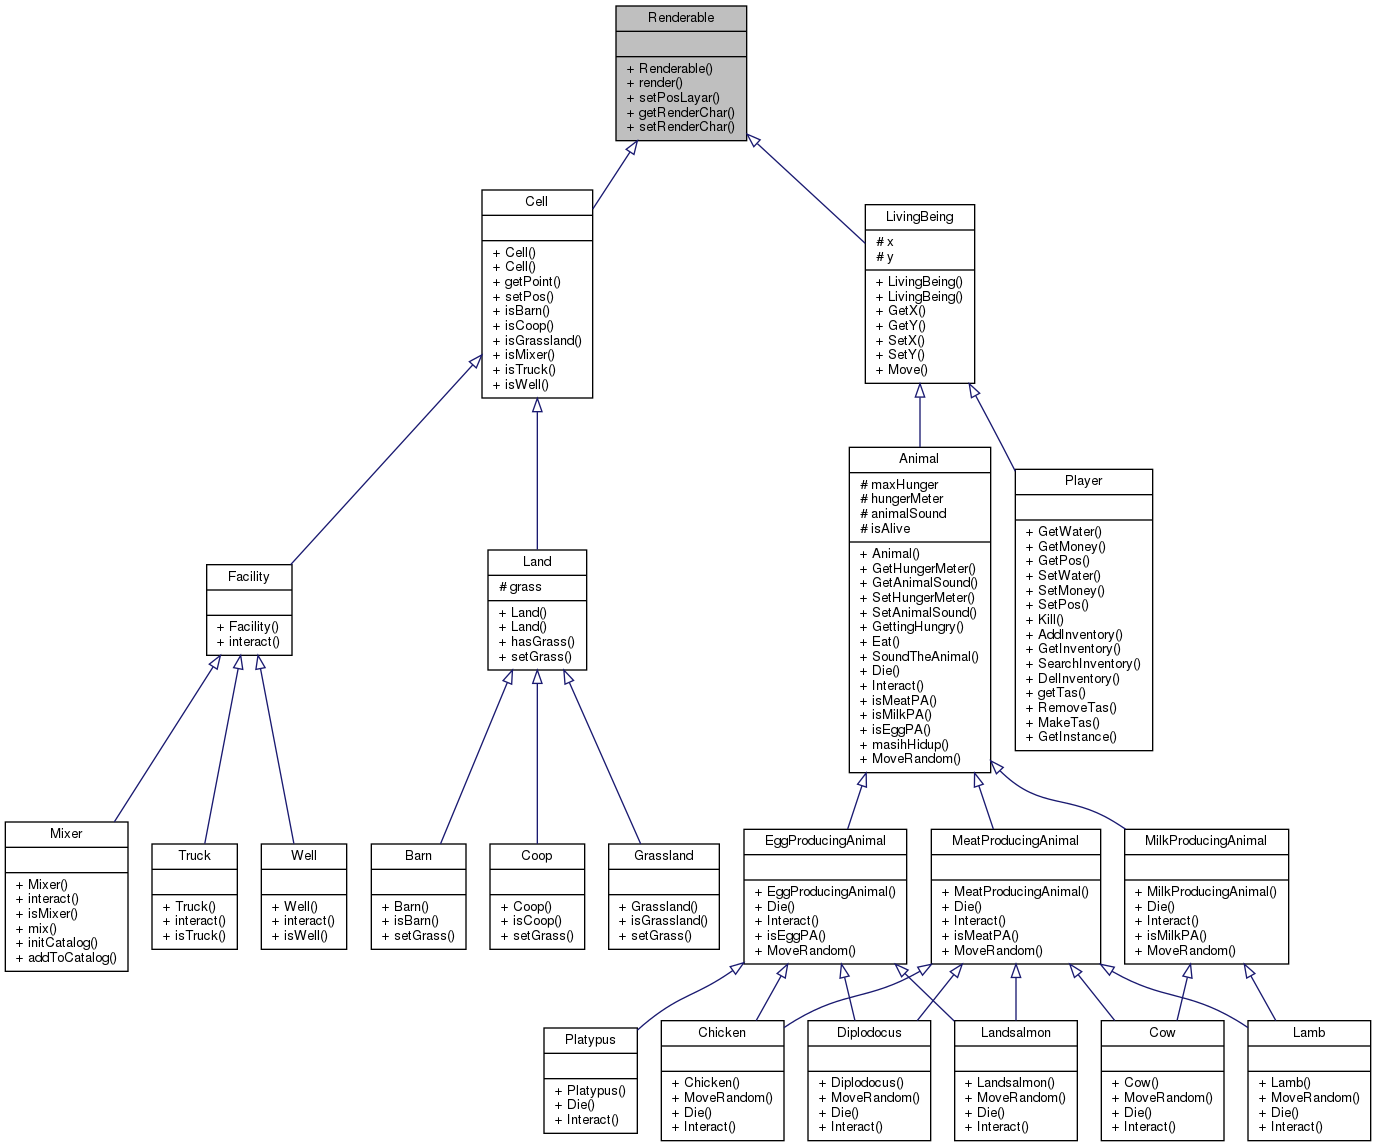 Renderable
+ Renderable()
+ render()
+ setPosLayar()
+ getRenderChar()
+ setRenderChar()
Cell
+ Cell()
+ Cell()
+ getPoint()
+ setPos()
+ isBarn()
+ isCoop()
+ isGrassland()
+ isMixer()
+ isTruck()
+ isWell()
LivingBeing
# x
# y
+ LivingBeing()
+ LivingBeing()
+ GetX()
+ GetY()
+ SetX()
+ SetY()
+ Move()
Facility
+ Facility()
+ interact()
Land
# grass
+ Land()
+ Land()
+ hasGrass()
+ setGrass()
Animal
# maxHunger
# hungerMeter
# animalSound
# isAlive
+ Animal()
+ GetHungerMeter()
+ GetAnimalSound()
+ SetHungerMeter()
+ SetAnimalSound()
+ GettingHungry()
+ Eat()
+ SoundTheAnimal()
+ Die()
+ Interact()
+ isMeatPA()
+ isMilkPA()
+ isEggPA()
+ masihHidup()
+ MoveRandom()
Player
+ GetWater()
+ GetMoney()
+ GetPos()
+ SetWater()
+ SetMoney()
+ SetPos()
+ Kill()
+ AddInventory()
+ GetInventory()
+ SearchInventory()
+ DelInventory()
+ getTas()
+ RemoveTas()
+ MakeTas()
+ GetInstance()
Mixer
+ Mixer()
+ interact()
+ isMixer()
+ mix()
+ initCatalog()
+ addToCatalog()
Truck
+ Truck()
+ interact()
+ isTruck()
Well
+ Well()
+ interact()
+ isWell()
Barn
+ Barn()
+ isBarn()
+ setGrass()
Coop
+ Coop()
+ isCoop()
+ setGrass()
Grassland
+ Grassland()
+ isGrassland()
+ setGrass()
EggProducingAnimal
+ EggProducingAnimal()
+ Die()
+ Interact()
+ isEggPA()
+ MoveRandom()
MeatProducingAnimal
+ MeatProducingAnimal()
+ Die()
+ Interact()
+ isMeatPA()
+ MoveRandom()
MilkProducingAnimal
+ MilkProducingAnimal()
+ Die()
+ Interact()
+ isMilkPA()
+ MoveRandom()
Platypus
+ Platypus()
+ Die()
+ Interact()
Chicken
+ Chicken()
+ MoveRandom()
+ Die()
+ Interact()
Diplodocus
+ Diplodocus()
+ MoveRandom()
+ Die()
+ Interact()
Landsalmon
+ Landsalmon()
+ MoveRandom()
+ Die()
+ Interact()
Cow
+ Cow()
+ MoveRandom()
+ Die()
+ Interact()
Lamb
+ Lamb()
+ MoveRandom()
+ Die()
+ Interact()